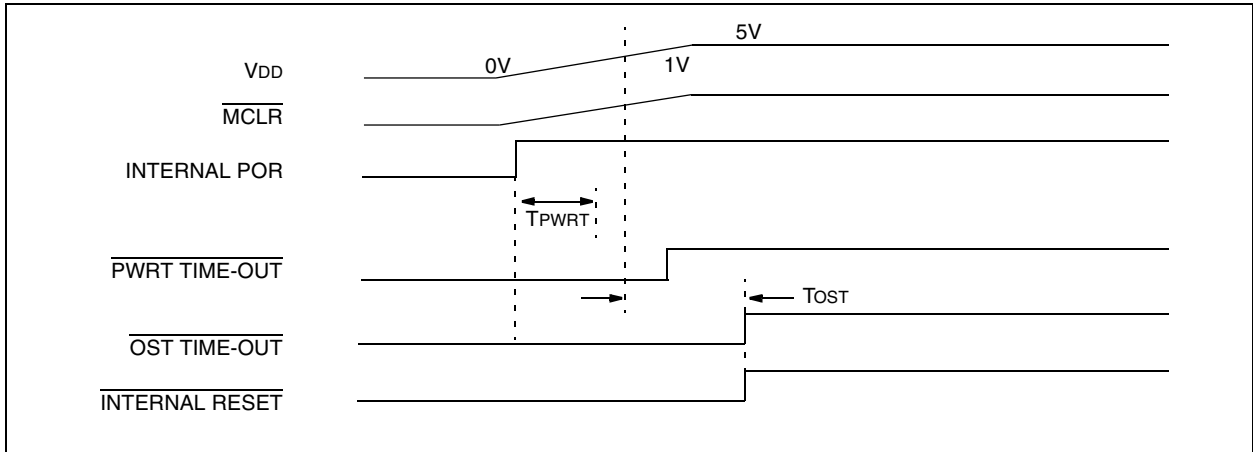 5V
VDD
0V
1V
MCLR
INTERNAL POR
TPWRT
PWRT TIME-OUT
TOST
OST TIME-OUT
INTERNAL RESET